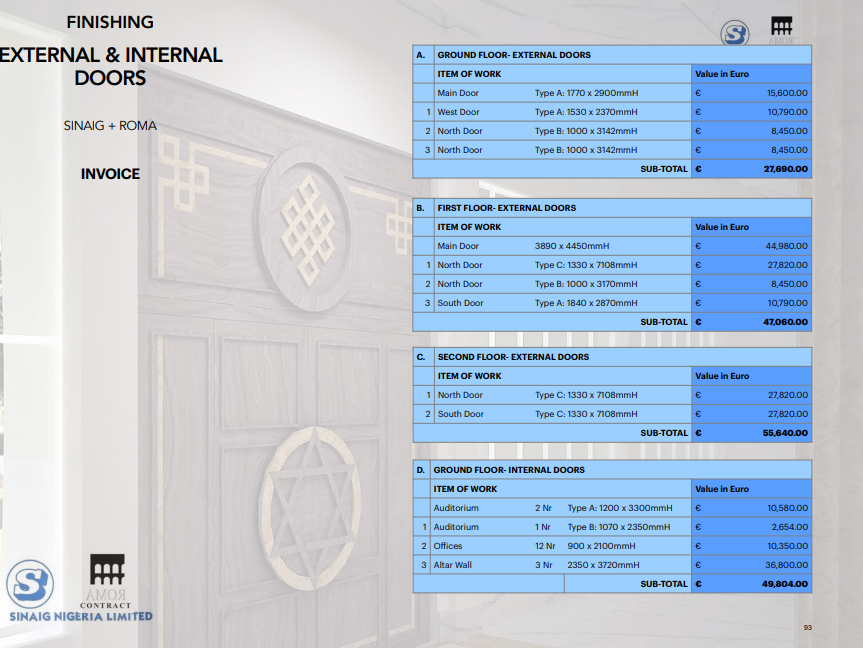 FINISHING
EXTERNAL & INTERNAL
DOORS
SINAIG + ROMA
INVOICE
S
ROMA
A. GROUND FLOOR- EXTERNAL DOORS
ITEM OF WORK Value in Euro
Main Door Type A: 1770 x 2900mmH € 15,600.00
1 West Door Type A: 1530 x 2370mmH € 10,790.00
2 North Door Type B: 1000 x 3142mmH € 8,450.00
3 North Door Type B: 1000 x 3142mmH € 8,450.00
SUB-TOTAL € 27,690.00
B. FIRST FLOOR- EXTERNAL DOORS
ITEM OF WORK Value in Euro
Main Door 3890 x 4450mmH € 44,980.00
1 North Door Type C: 1330 x 7108mmH € 27,820.00
2 North Door Type B: 1000 x 3170mmH € 8,450.00
3 South Door Type A: 1840 x 2870mmH € 10,790.00
SUB-TOTAL € 47,060.00
C. SECOND FLOOR- EXTERNAL DOORS
ITEM OF WORK Value in Euro
1 North Door Type C: 1330 x 7108mmH € 27,820.00
2 South Door Type C: 1330 x 7108mmH € 27,820.00
SUB-TOTAL € 55,640.00
D. GROUND FLOOR- INTERNAL DOORS
ITEM OF WORK Value in Euro
Auditorium 2 Nr Type A: 1200 x 3300mmH € 10,580.00
1 Auditorium 1 Nr Type B: 1070 x 2350mmH € 2,654.00
2 Offices 12 Nr 900 x 2100mmH € 10,350.00
3 Altar Wall 3 Nr 2350 x 3720mmH € 36,800.00
SUB-TOTAL € 49,804.00
S
ROMA
CONTRACT
SINAIG NIGERIA LIMITED
93